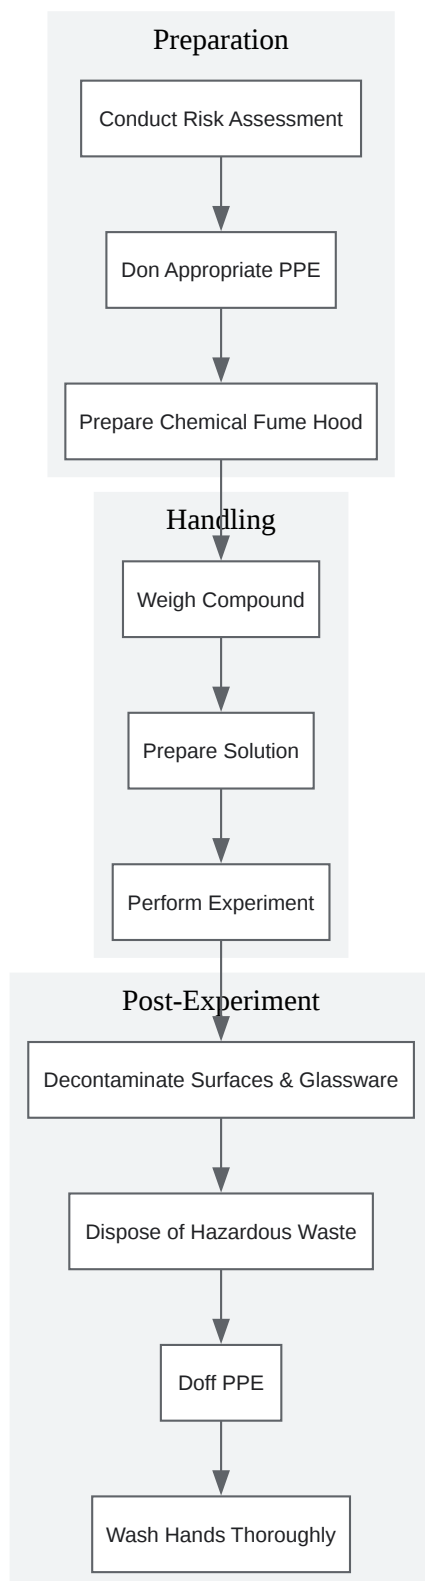 Preparation
Conduct Risk Assessment
Don Appropriate PPE
Prepare Chemical Fume Hood
Handling
Weigh Compound
Prepare Solution
Perform Experiment
Post-Experiment
Decontaminate Surfaces & Glassware
Dispose of Hazardous Waste
Doff PPE
Wash Hands Thoroughly